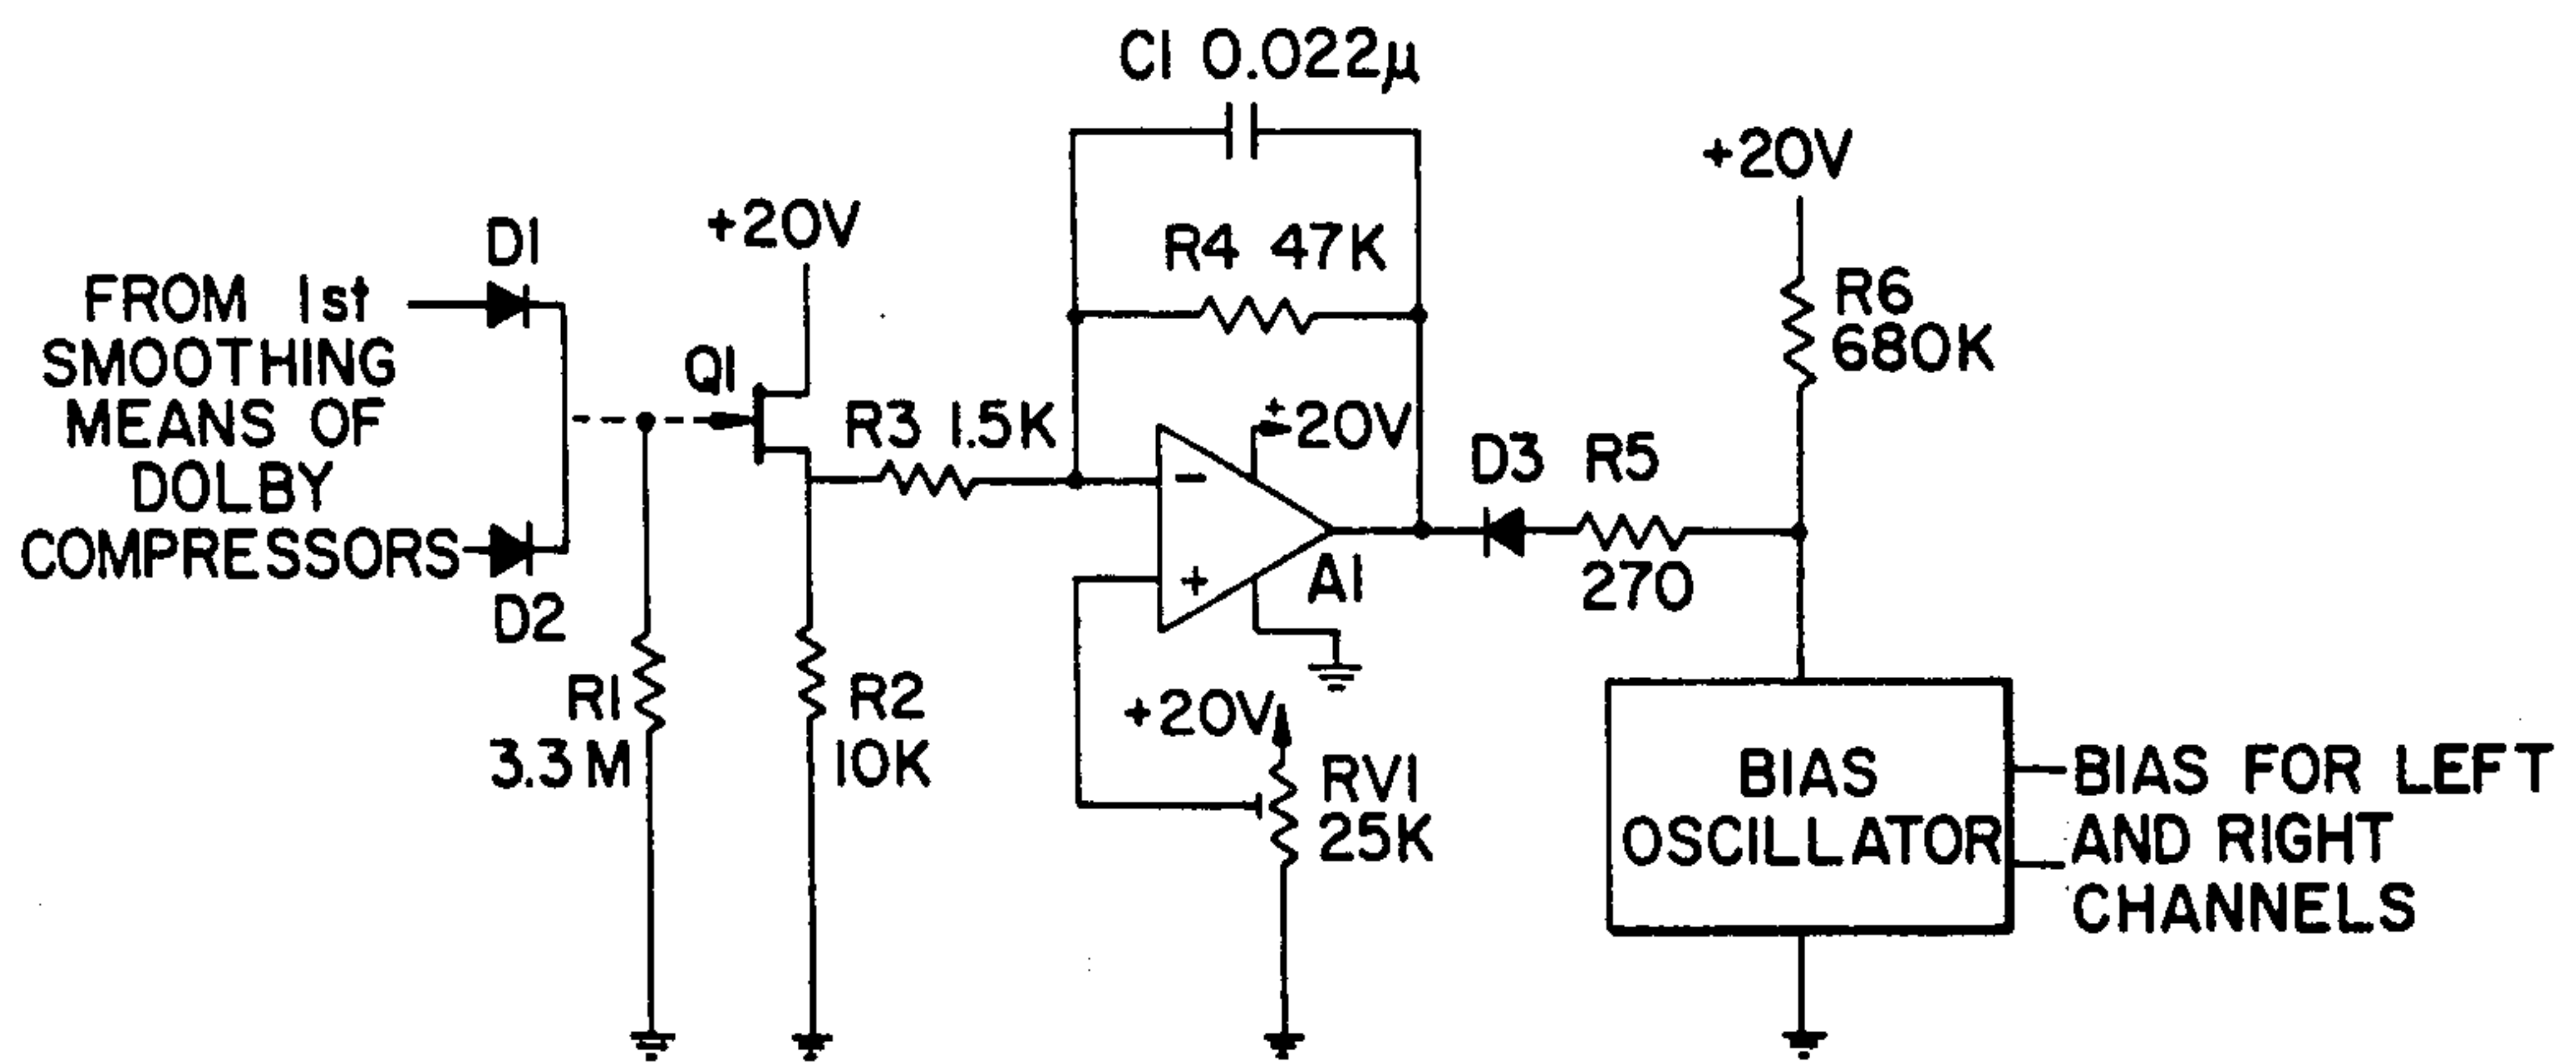 C1 0.022μ
+20V
D1
+20V
R4 47K
R6
680K
FROM 1st
SMOOTHING
MEANS OF
DOLBY
COMPRESSORS
Q1
R3 1.5K
+20V
D3 R5
270
-
+
A1
D2
R1
3.3M
R2
10K
+20V
RV1
25K
BIAS
OSCILLATOR
BIAS FOR LEFT
AND RIGHT
CHANNELS